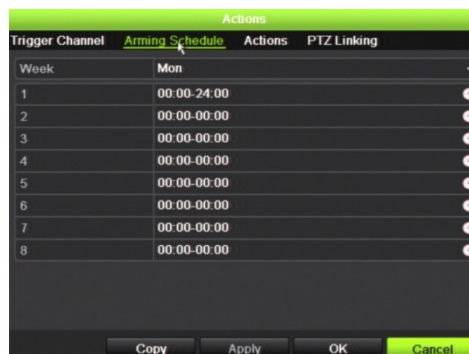 Actions
Trigger Channel Arming Schedule Actions PTZ Linking
Week Mon
1 00:00-24:00
2 00:00-00:00
3 00:00-00:00
4 00:00-00:00
5 00:00-00:00
6 00:00-00:00
7 00:00-00:00
8 00:00-00:00
Copy Apply OK Cancel